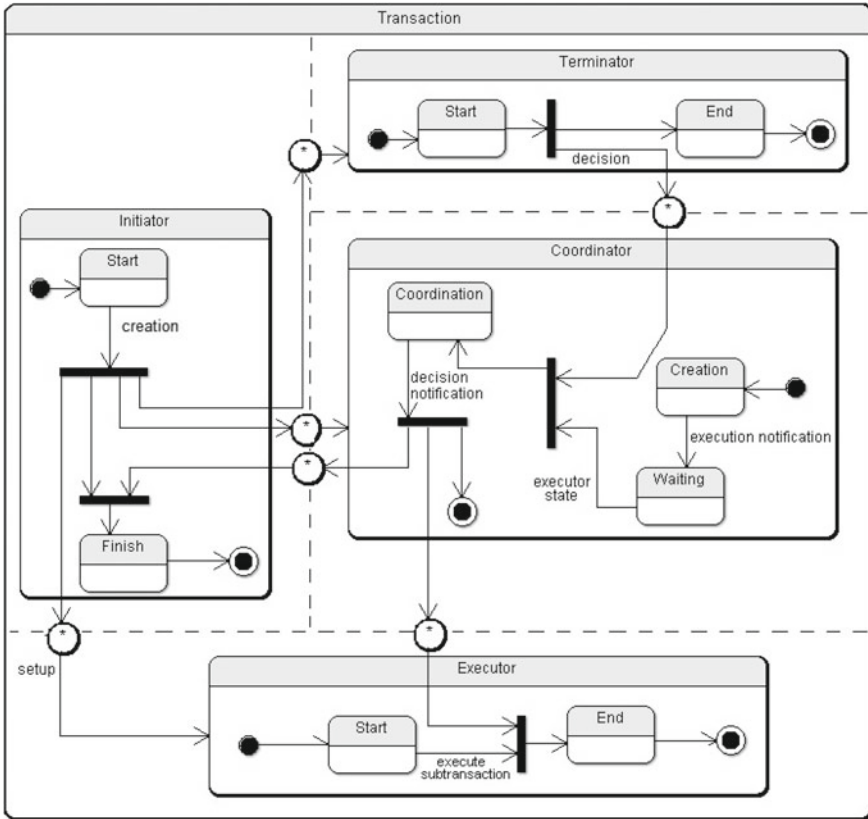 Transaction
Terminator
Start
End
decision
*
*
Initiator
Start
creation
Coordinator
Coordination
decision
notification
Creation
execution notification
*
*
executor
state
Waiting
Finish
*
*
setup
Executor
Start
End
execute
subtransaction